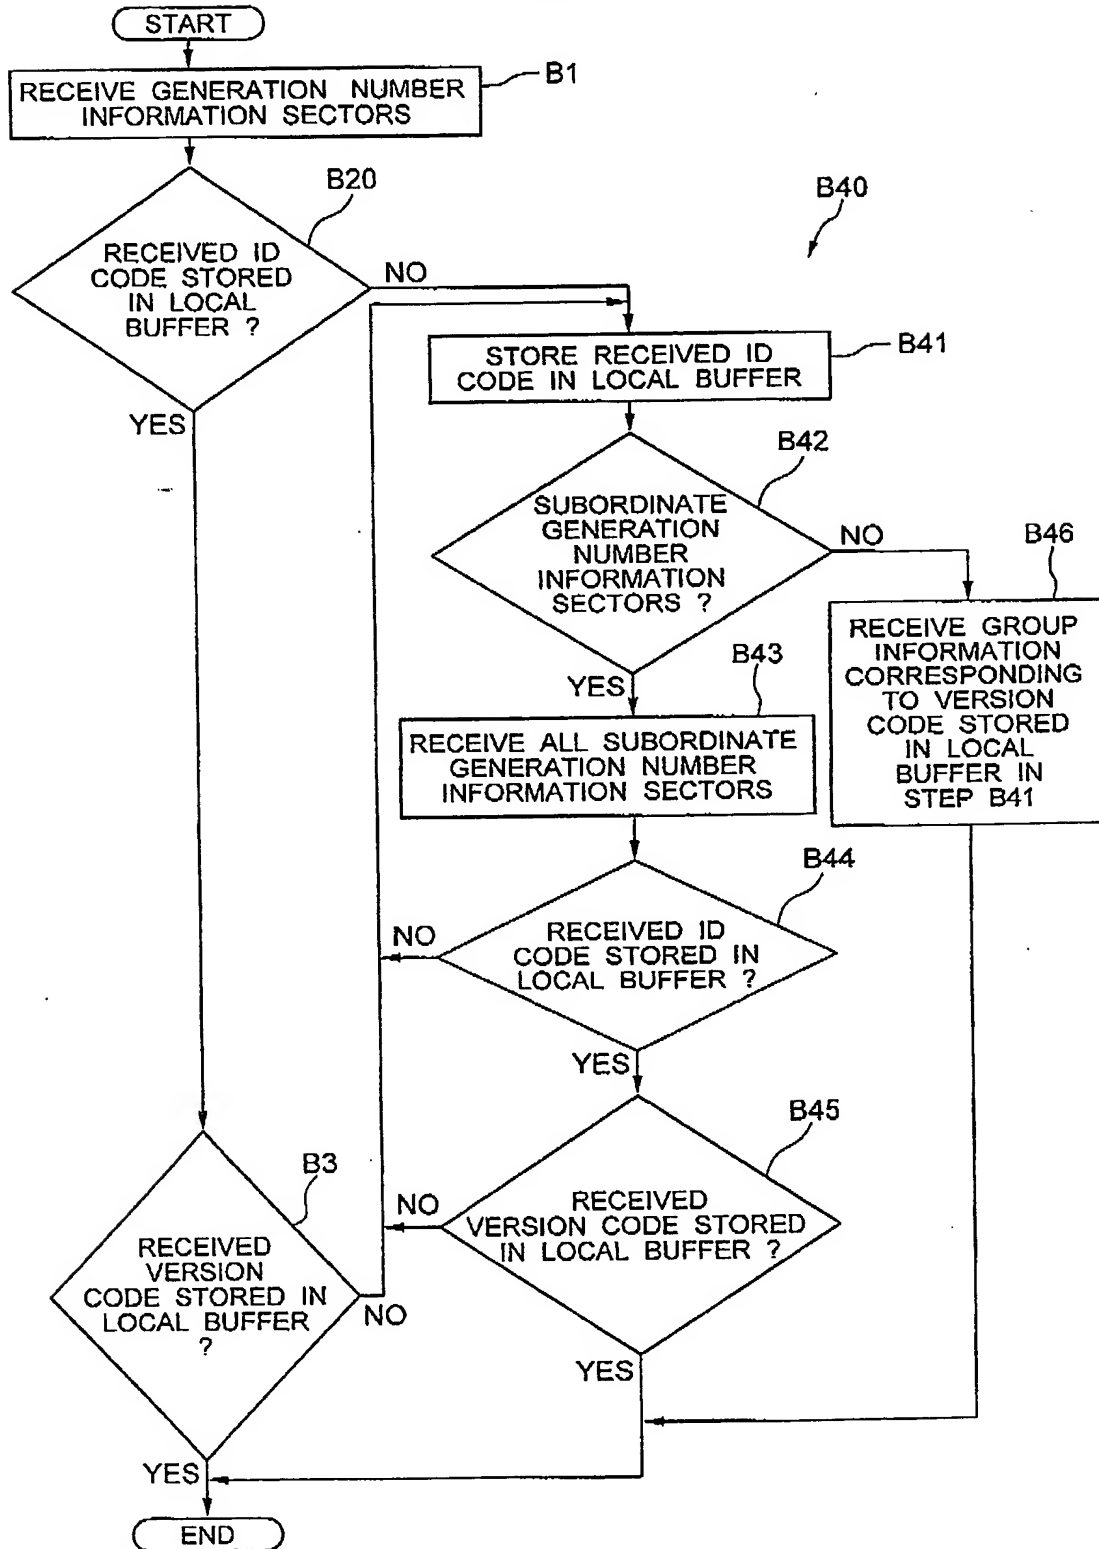 START
RECEIVE GENERATION NUMBER
INFORMATION SECTORS
B1
B20
RECEIVED ID
CODE STORED
IN LOCAL
BUFFER ?
NO
YES
B40
STORE RECEIVED ID
CODE IN LOCAL BUFFER
B41
B42
SUBORDINATE
GENERATION
NUMBER
INFORMATION
SECTORS ?
NO
YES
B46
RECEIVE GROUP
INFORMATION
CORRESPONDING
TO VERSION
CODE STORED
IN LOCAL
BUFFER IN
STEP B41
B43
RECEIVE ALL SUBORDINATE
GENERATION NUMBER
INFORMATION SECTORS
B44
RECEIVED ID
CODE STORED IN
LOCAL BUFFER ?
NO
YES
B45
RECEIVED
VERSION CODE STORED
IN LOCAL BUFFER ?
NO
YES
B3
RECEIVED
VERSION
CODE STORED IN
LOCAL BUFFER
?
NO
YES
END